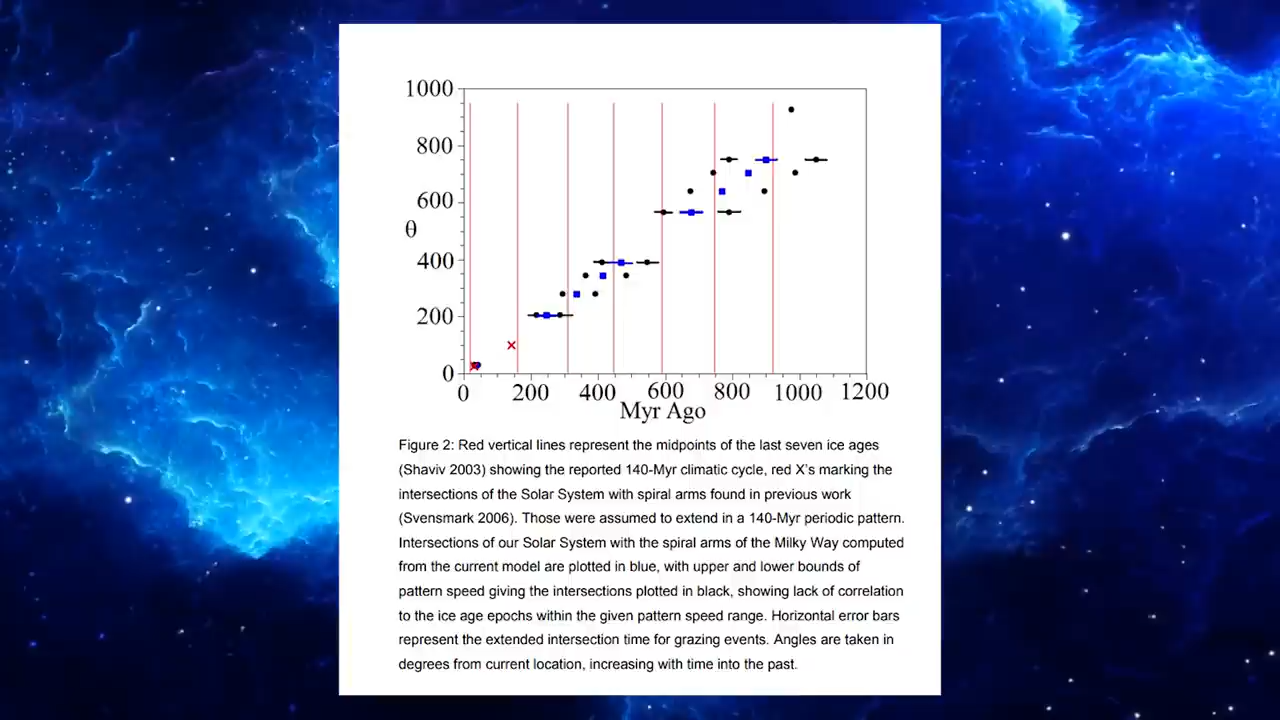 1000
800
600
θ
400
200
0
0 200 400 600 800 1000 1200
Myr Ago
Figure 2: Red vertical lines represent the midpoints of the last seven ice ages
(Shaviv 2003) showing the reported 140-Myr climatic cycle, red X's marking the
intersections of the Solar System with spiral arms found in previous work
(Svensmark 2006). Those were assumed to extend in a 140-Myr periodic pattern.
Intersections of our Solar System with the spiral arms of the Milky Way computed
from the current model are plotted in blue, with upper and lower bounds of
pattern speed giving the intersections plotted in black, showing lack of correlation
to the ice age epochs within the given pattern speed range. Horizontal error bars
represent the extended intersection time for grazing events. Angles are taken in
degrees from current location, increasing with time into the past.